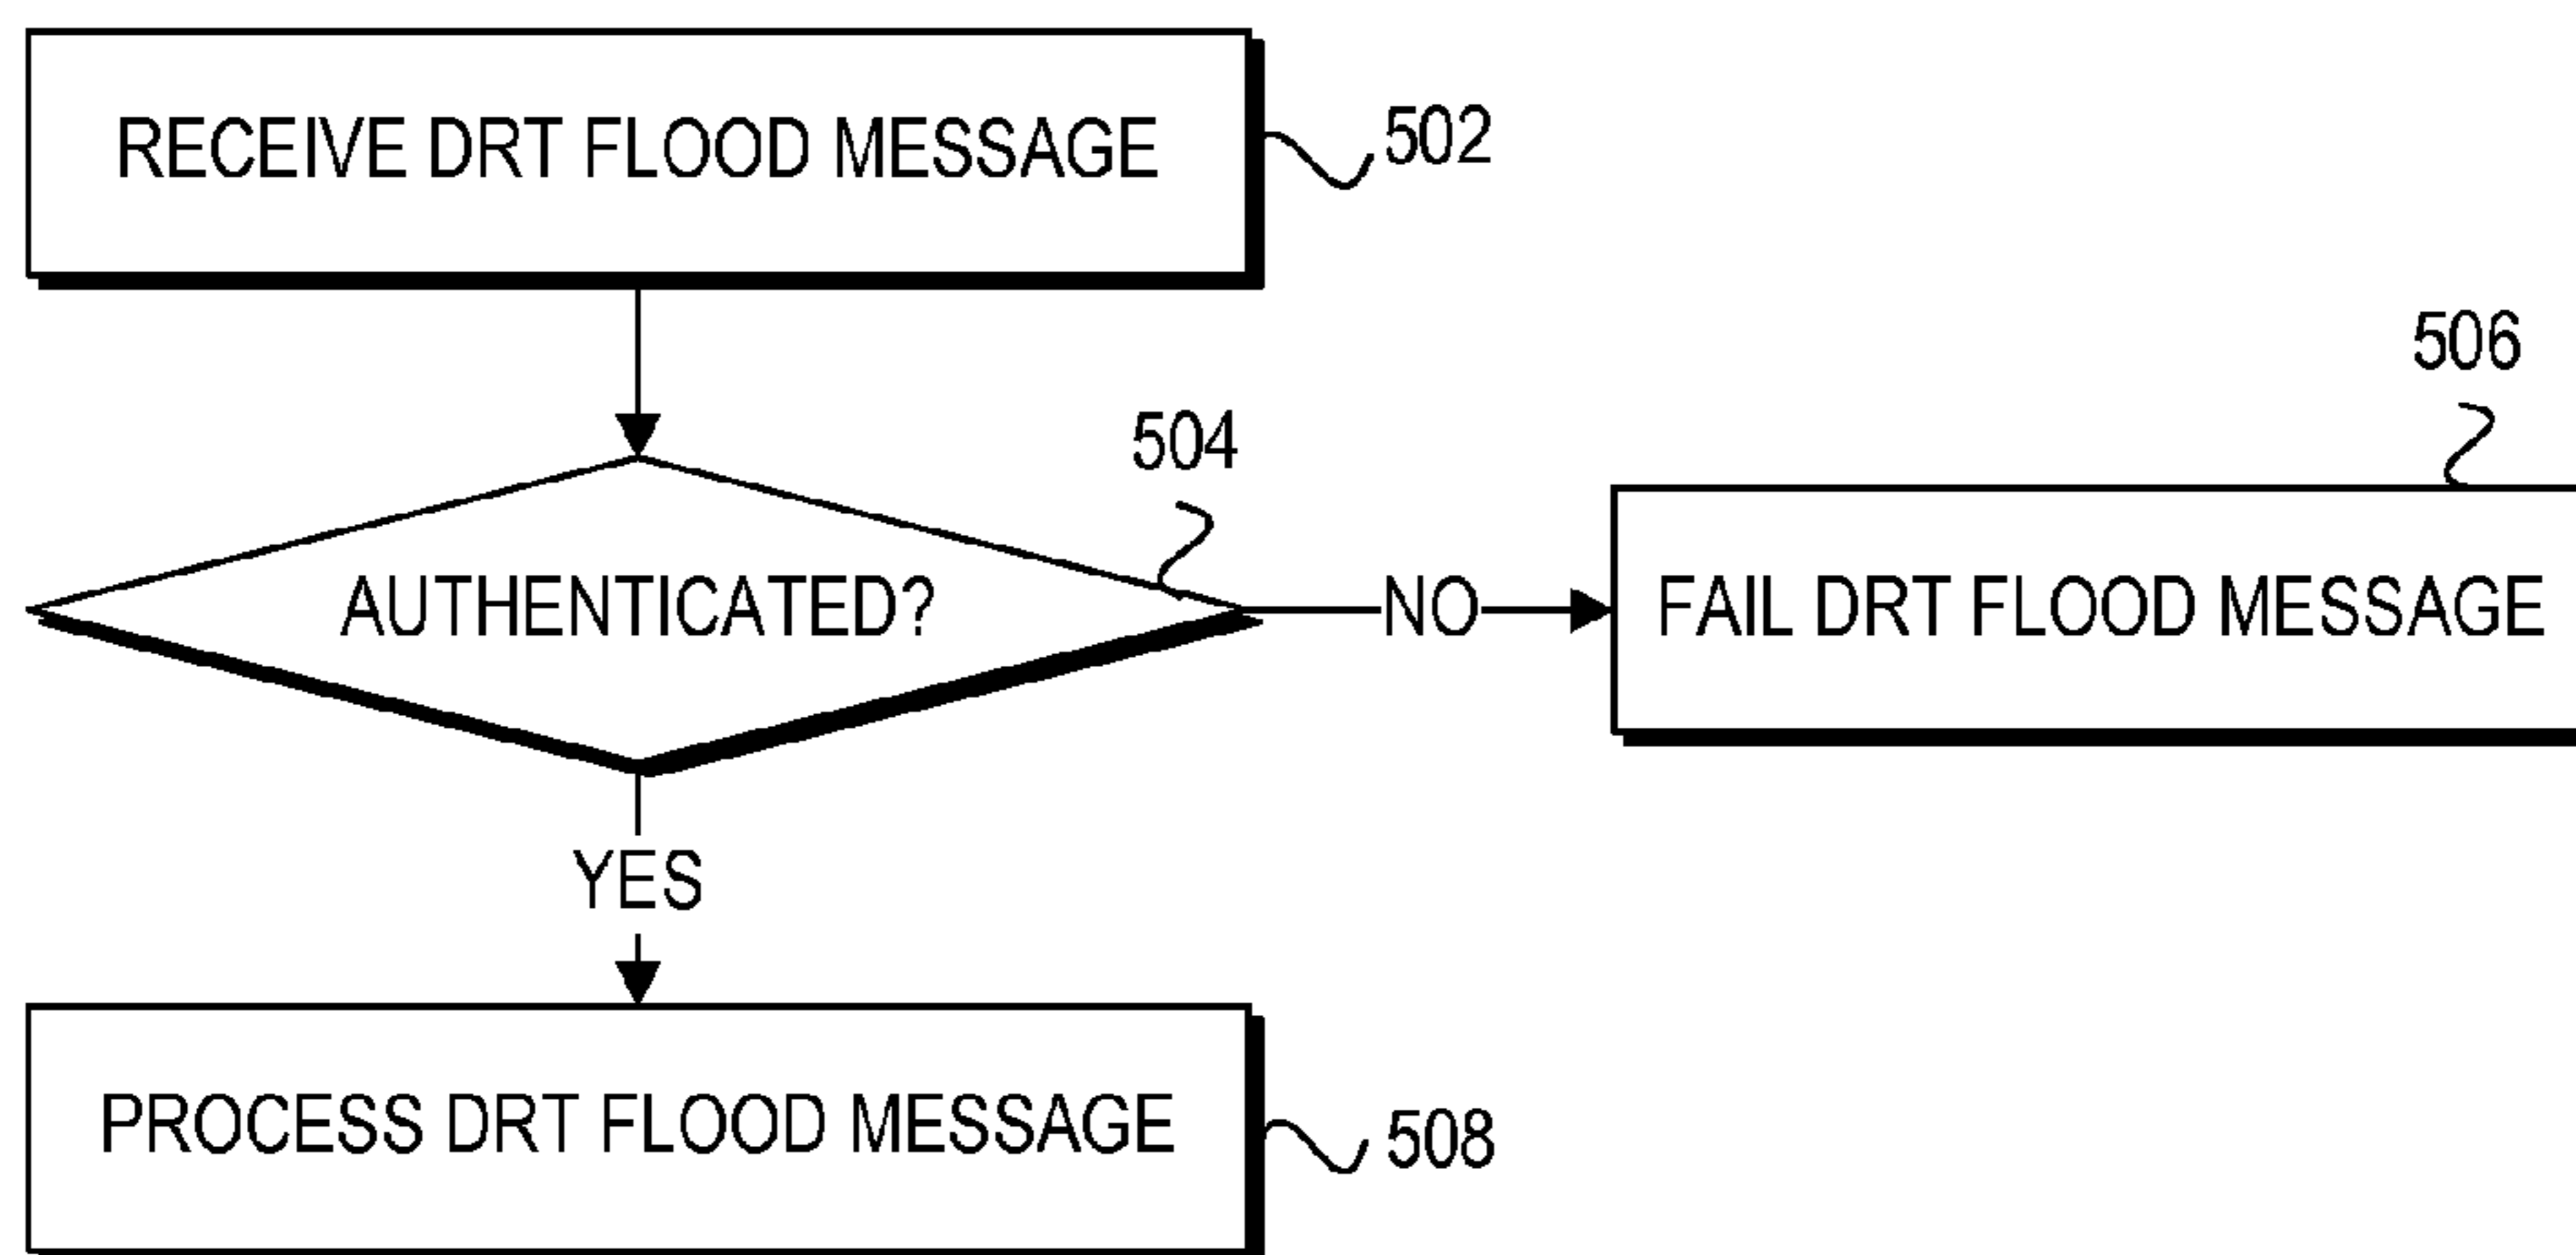 RECEIVE DRT FLOOD MESSAGE
502
504
506
AUTHENTICATED?
NO
FAIL DRT FLOOD MESSAGE
YES
PROCESS DRT FLOOD MESSAGE
508